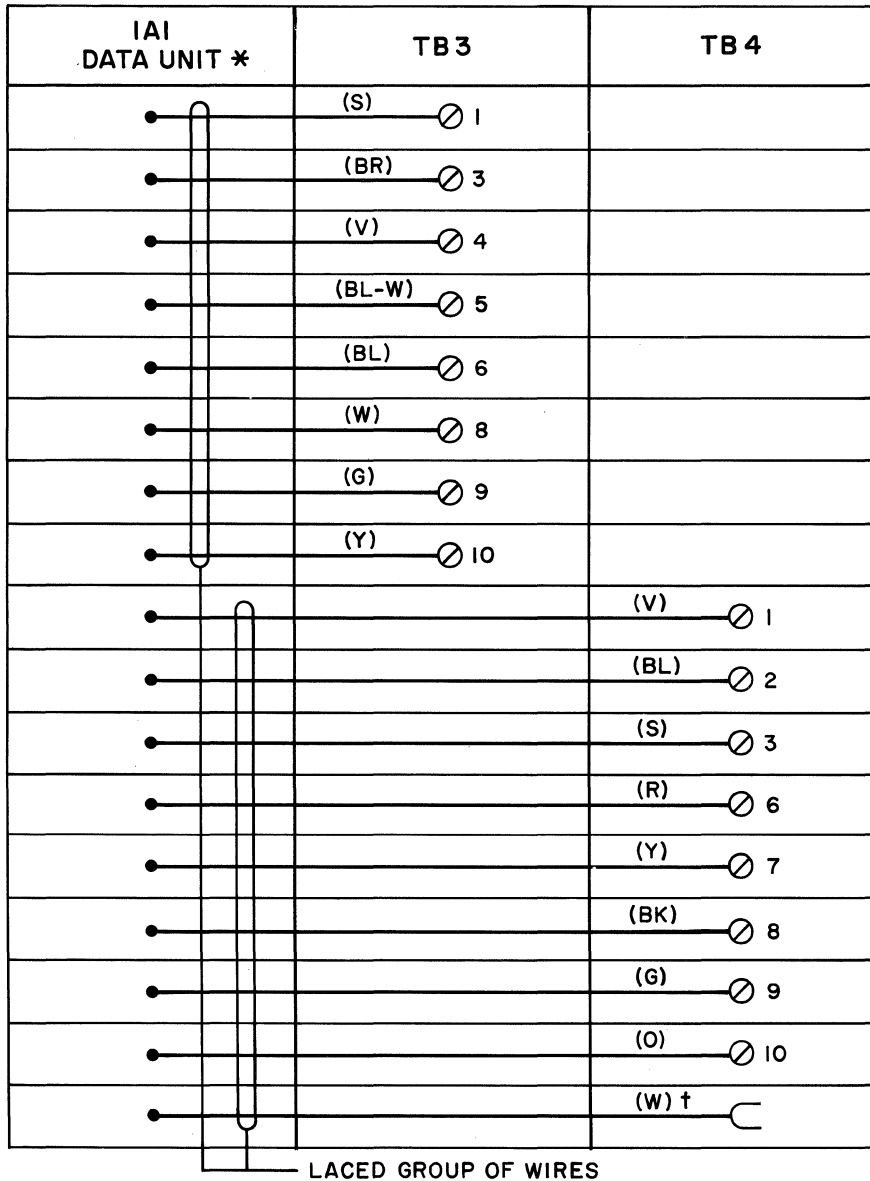 1A1 TB3 TB4
DATA UNIT *
(S) 1
(BR) 3
(V) 4
(BL-W) 5
(BL) 6
(W) 8
(G) 9
(Y) 10
(V) 1
(BL) 2
(S) 3
(R) 6
(Y) 7
(BK) 8
(G) 9
(O) 10
(W) †
LACED GROUP OF WIRES